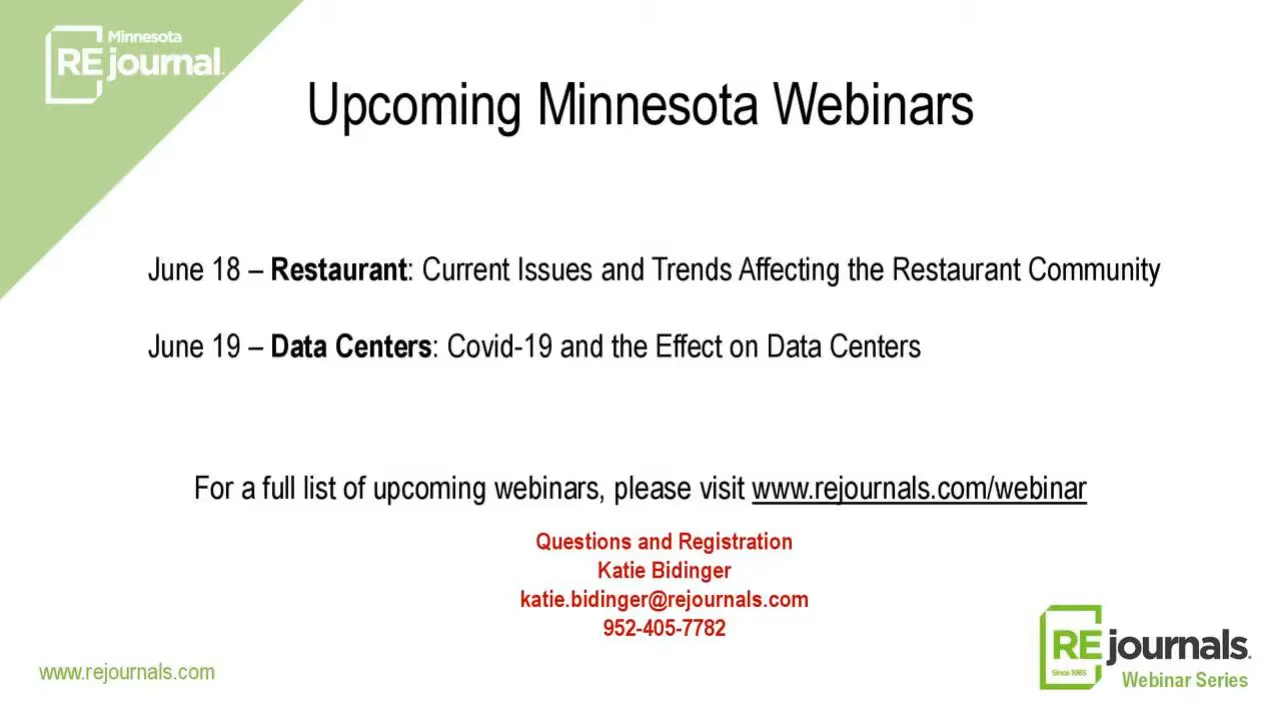 Minnesota
REjournal.
Upcoming Minnesota Webinars
June 18 – Restaurant: Current Issues and Trends Affecting the Restaurant Community
June 19 – Data Centers: Covid-19 and the Effect on Data Centers
For a full list of upcoming webinars, please visit www.rejournals.com/webinar
Questions and Registration
Katie Bidinger
katie.bidinger@rejournals.com
952-405-7782
www.rejournals.com
REjournals.
Since 1985
Webinar Series